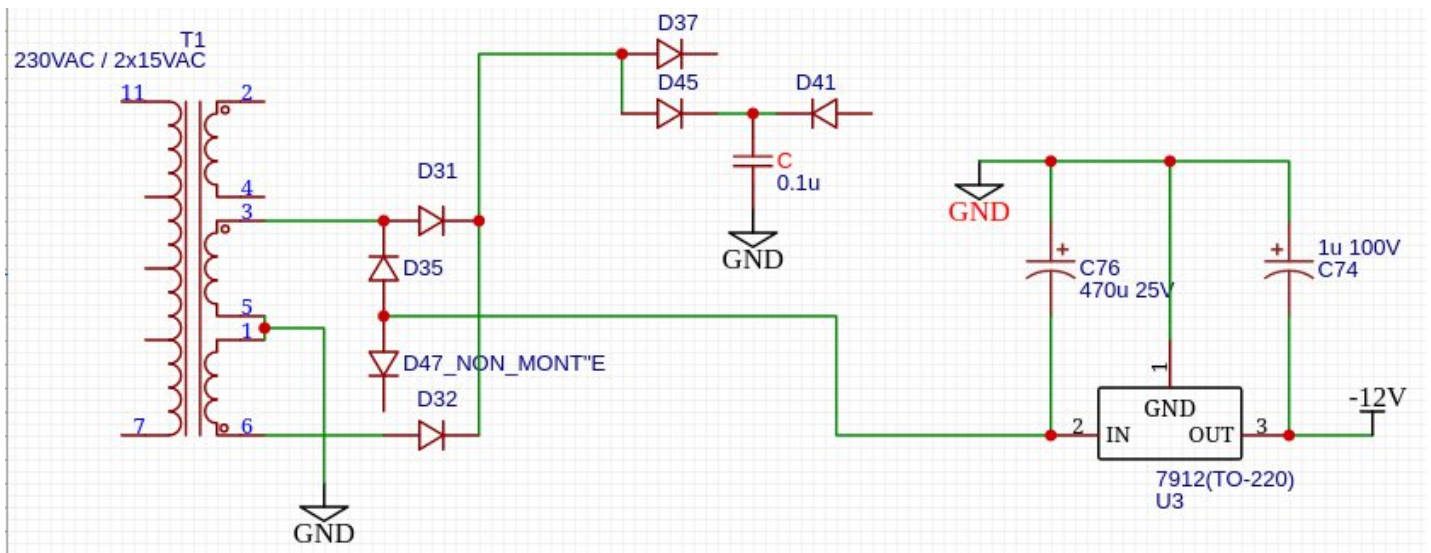 T1
230VAC / 2x15VAC
11
2
4
3
5
1
7
6
D31
D35
D47_NON_MONT"E
D32
GND
D37
D45
D41
C
0.1u
GND
GND
+
C76
470u 25V
+
1u 100V
C74
1
GND
2
IN
OUT
3
-12V
7912(TO-220)
U3